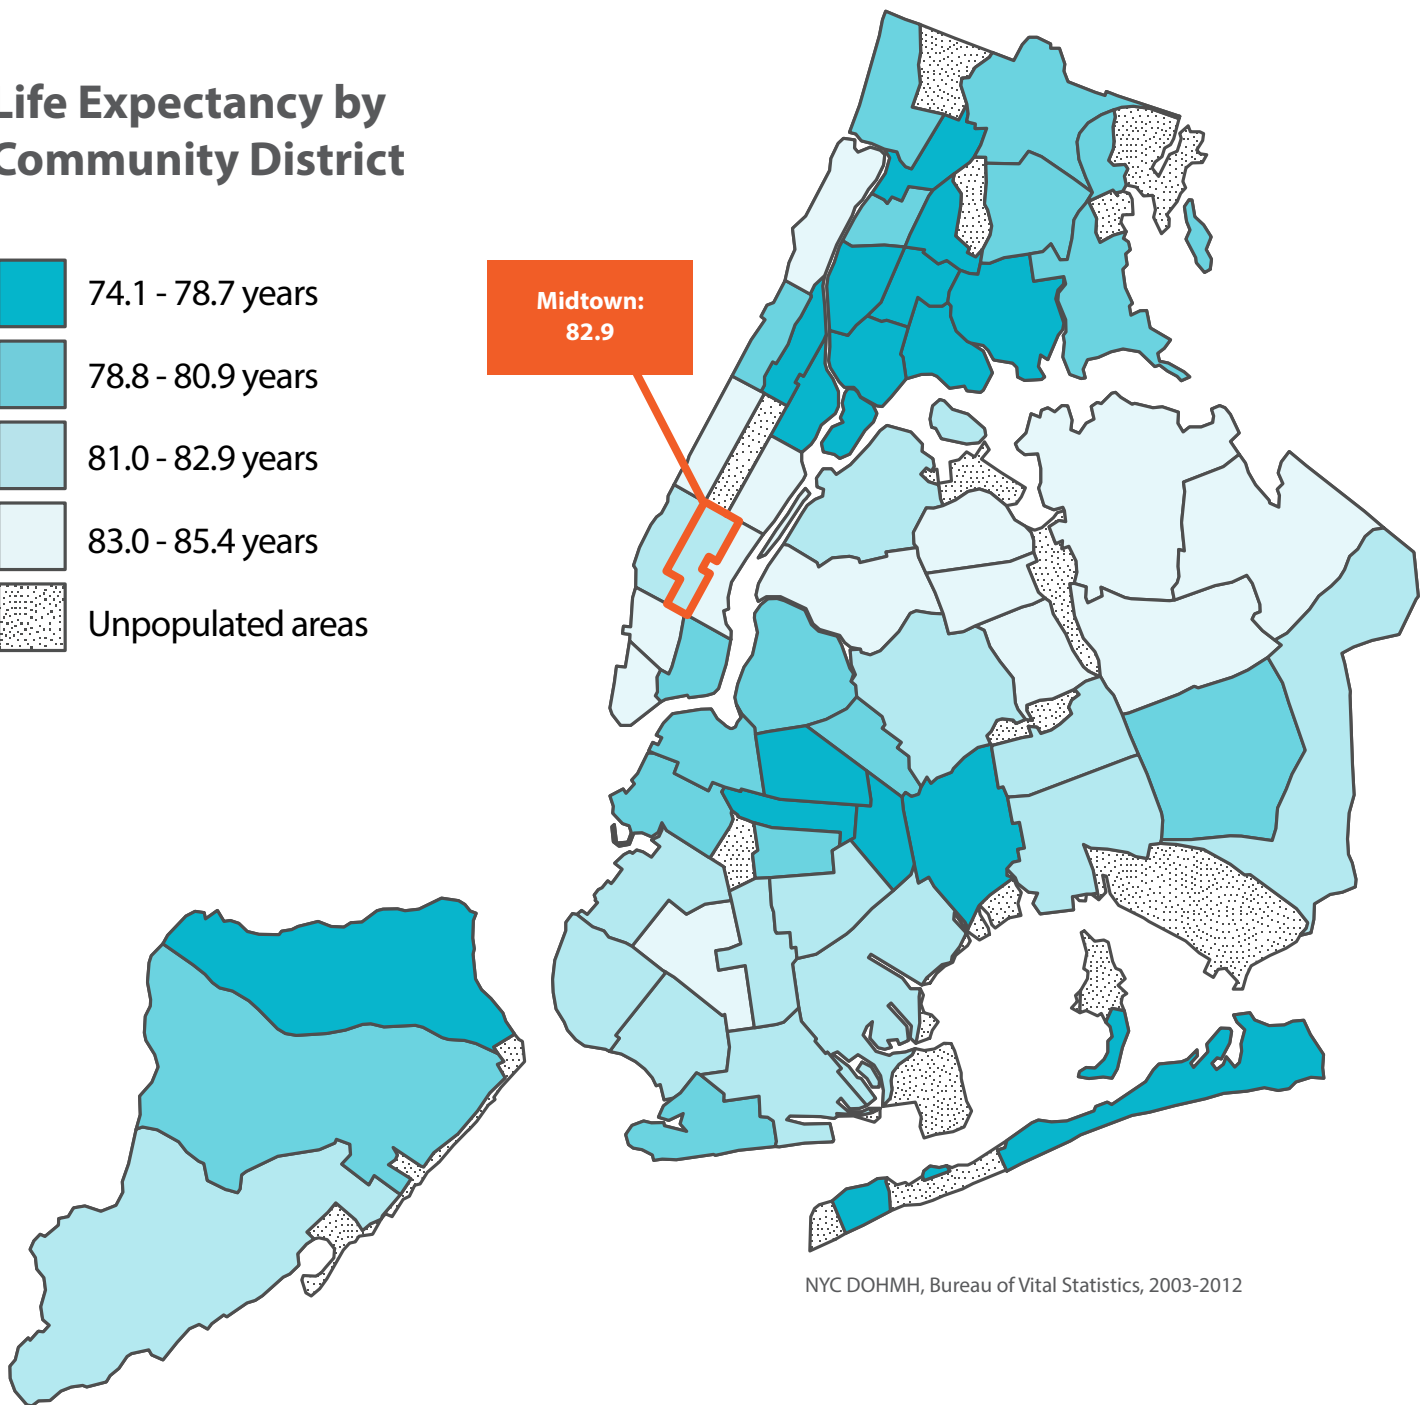 Life Expectancy by
Community District
74.1 - 78.7 years
78.8 - 80.9 years
81.0 - 82.9 years
83.0 - 85.4 years
Unpopulated areas
Midtown:
82.9
NYC DOHMH, Bureau of Vital Statistics, 2003-2012